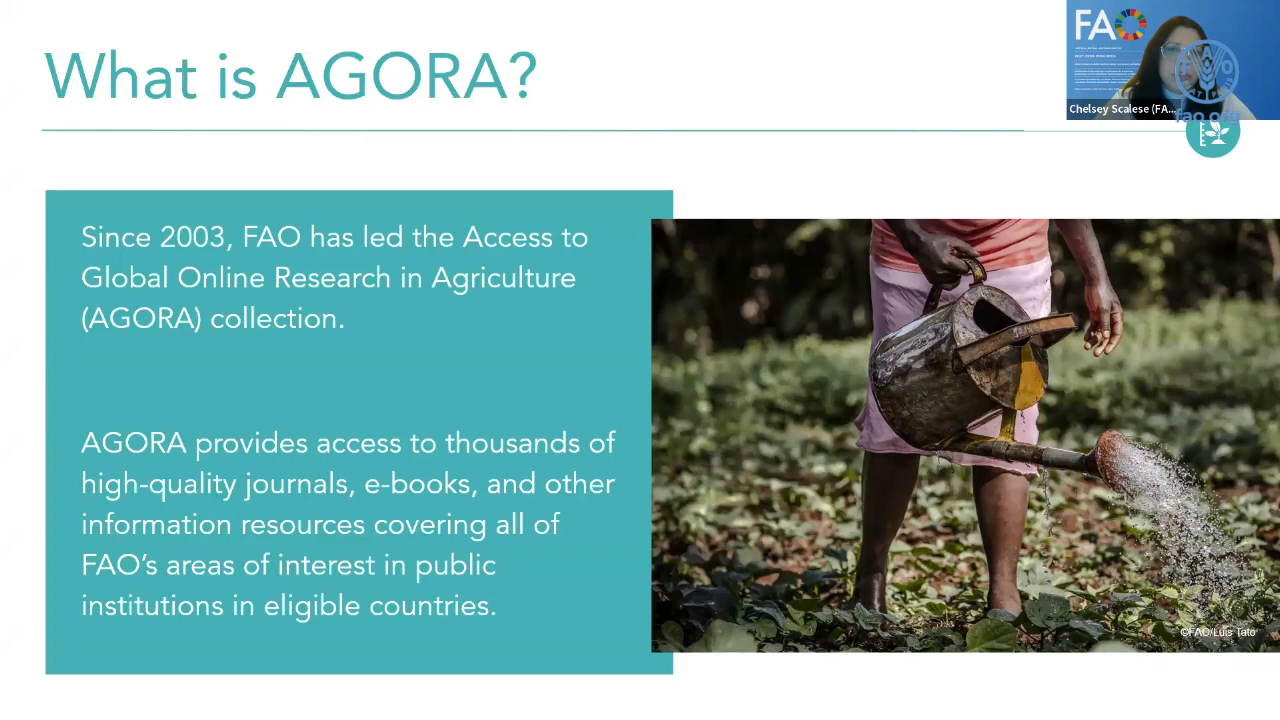 What is AGORA?
FAO
Chelsey Scalese (FA...
fao.org
Since 2003, FAO has led the Access to
Global Online Research in Agriculture
(AGORA) collection.
AGORA provides access to thousands of
high-quality journals, e-books, and other
information resources covering all of
FAO’s areas of interest in public
institutions in eligible countries.
©FAO/Luis Tato